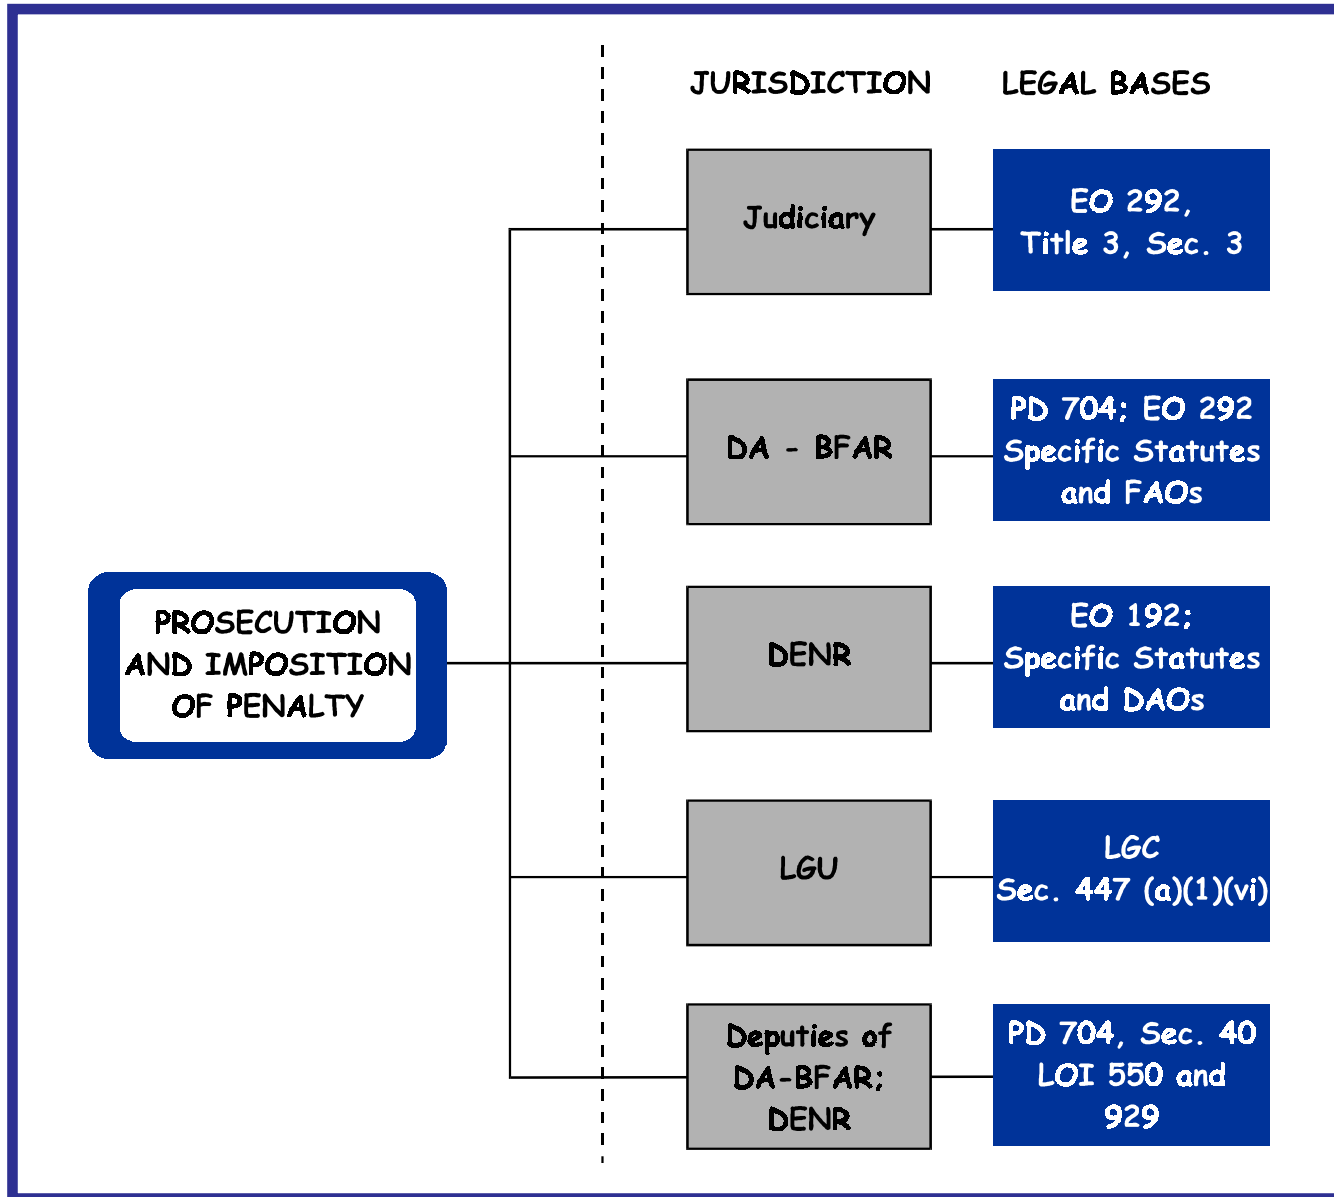 JURISDICTION
LEGAL BASES
Judiciary
EO 292,
Title 3, Sec. 3
DA - BFAR
PD 704; EO 292
Specific Statutes
and FAOs
PROSECUTION
AND IMPOSITION
OF PENALTY
DENR
EO 192;
Specific Statutes
and DAOs
LGU
LGC
Sec. 447 (a)(1)(vi)
Deputies of
DA-BFAR;
DENR
PD 704, Sec. 40
LOI 550 and
929